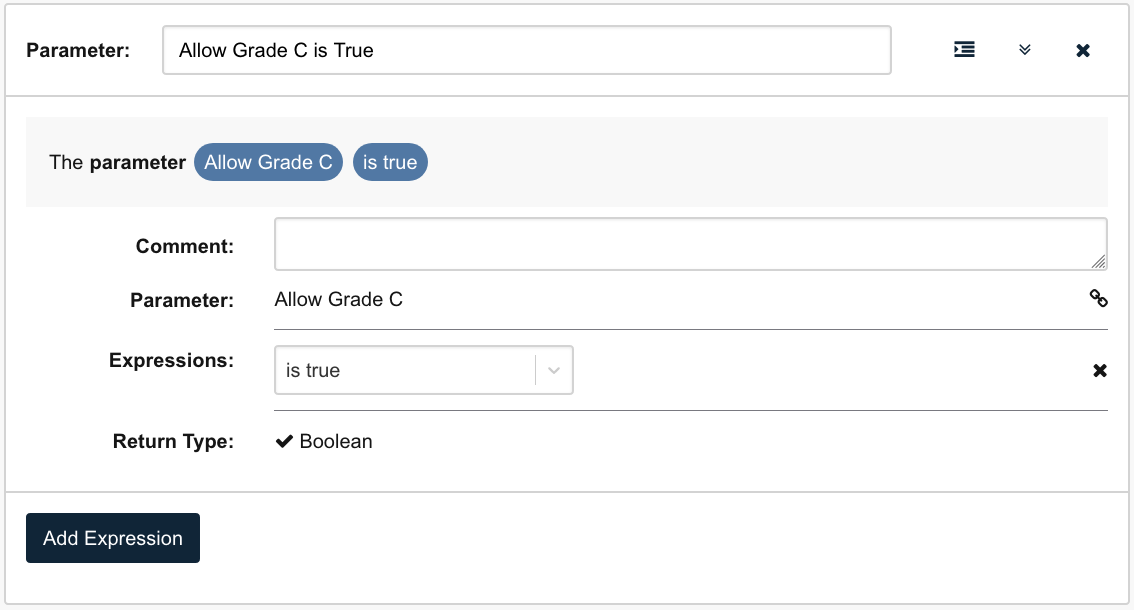 Parameter: Allow Grade C is True
The parameter Allow Grade C is true
Comment:
Parameter: Allow Grade C
Expressions: is true
Return Type: Boolean
Add Expression